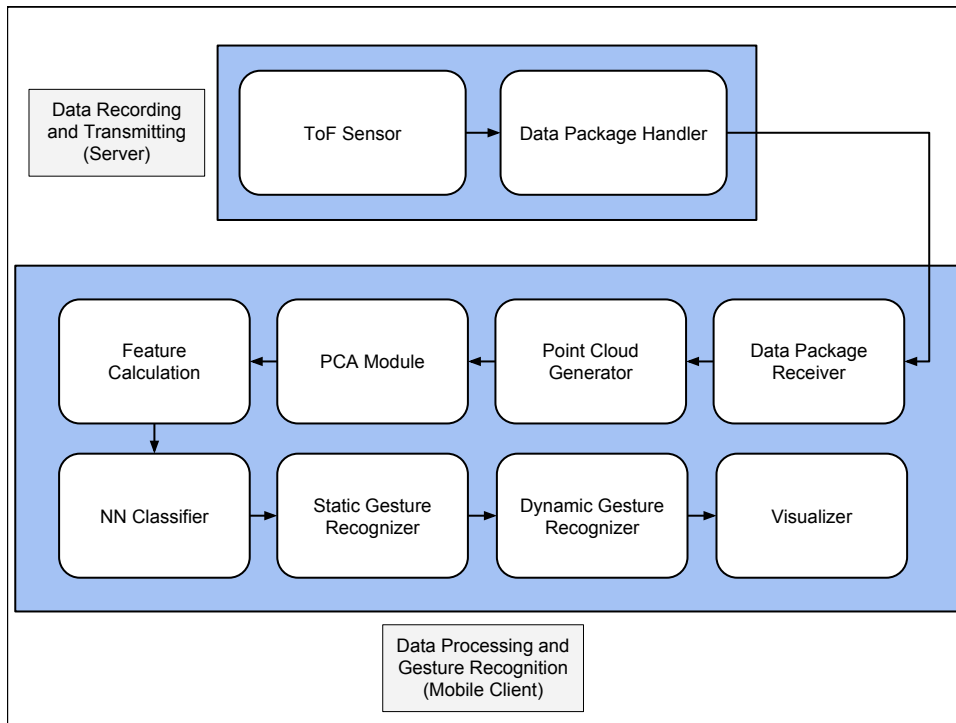 Data Recording
and Transmitting
(Server)
ToF Sensor
Data Package Handler
Feature
Calculation
PCA Module
Point Cloud
Generator
Data Package
Receiver
NN Classifier
Static Gesture
Recognizer
Dynamic Gesture
Recognizer
Visualizer
Data Processing and
Gesture Recognition
(Mobile Client)